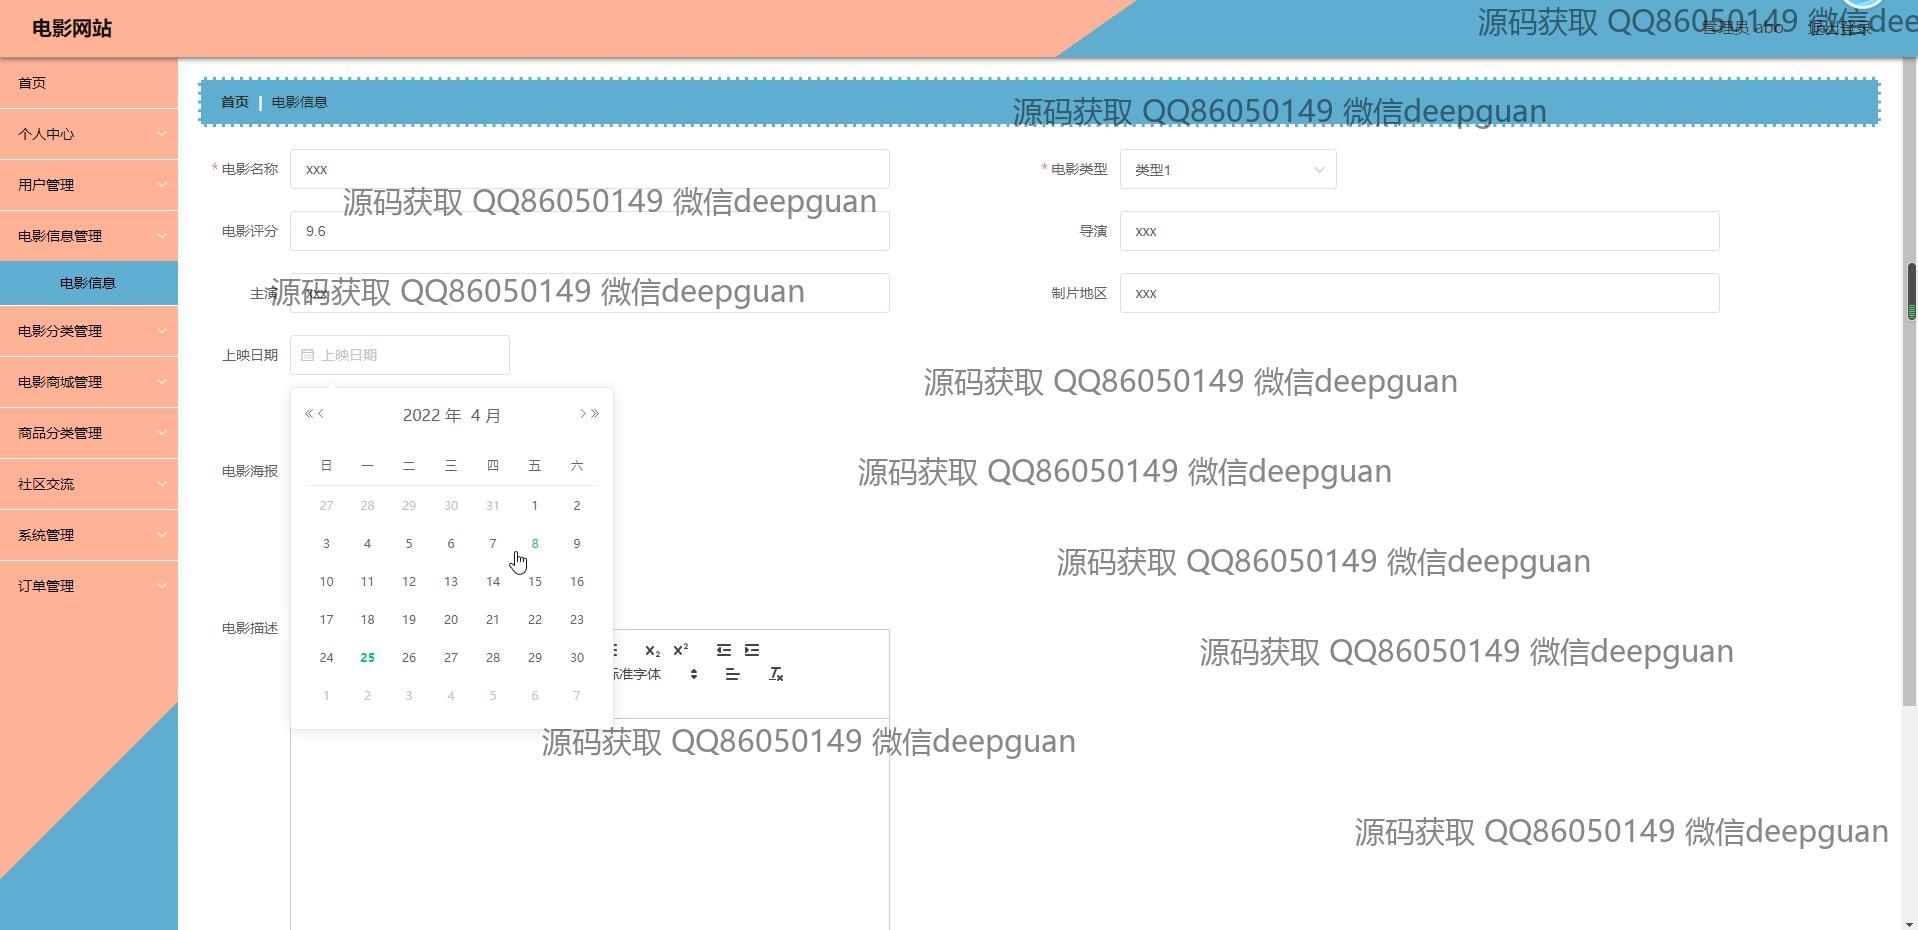 电影网站
源码获取 QQ86050149 微信deepguan
管理员 abo 退出登录
首页
个人中心
用户管理
电影信息管理
电影信息
电影分类管理
电影商城管理
商品分类管理
社区交流
系统管理
订单管理
首页 | 电影信息
源码获取 QQ86050149 微信deepguan
* 电影名称 xxx
* 电影类型 类型1
源码获取 QQ86050149 微信deepguan
电影评分 9.6
导演 xxx
主演 xxx
源码获取 QQ86050149 微信deepguan
制片地区 xxx
上映日期 上映日期
源码获取 QQ86050149 微信deepguan
2022 年 4 月
日 一 二 三 四 五 六
27 28 29 30 31 1 2
3 4 5 6 7 8 9
10 11 12 13 14 15 16
17 18 19 20 21 22 23
24 25 26 27 28 29 30
1 2 3 4 5 6 7
电影海报
源码获取 QQ86050149 微信deepguan
源码获取 QQ86050149 微信deepguan
电影描述
标准字体
源码获取 QQ86050149 微信deepguan
源码获取 QQ86050149 微信deepguan
源码获取 QQ86050149 微信deepguan